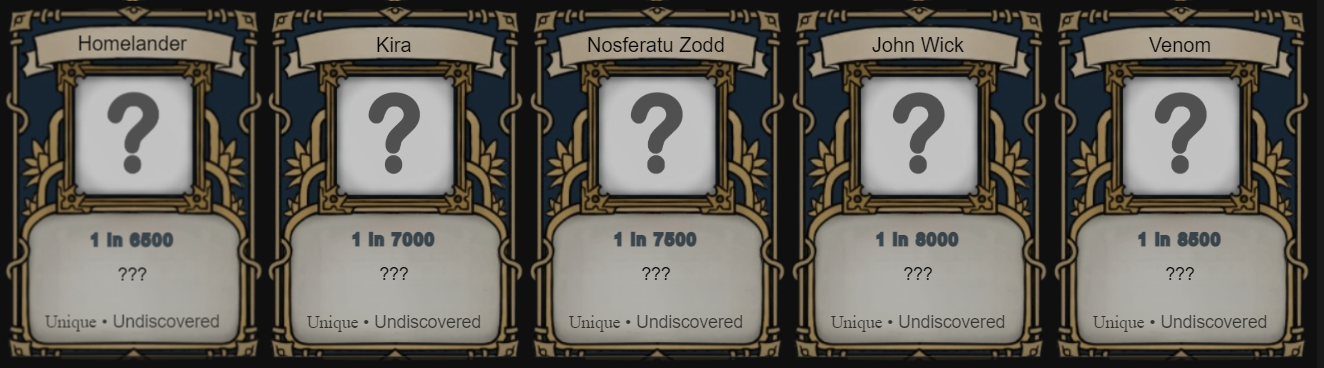 Homelander
?
1 in 6500
???
Unique • Undiscovered
Kira
?
1 in 7000
???
Unique • Undiscovered
Nosferatu Zodd
?
1 in 7500
???
Unique • Undiscovered
John Wick
?
1 in 8000
???
Unique • Undiscovered
Venom
?
1 in 8500
???
Unique • Undiscovered